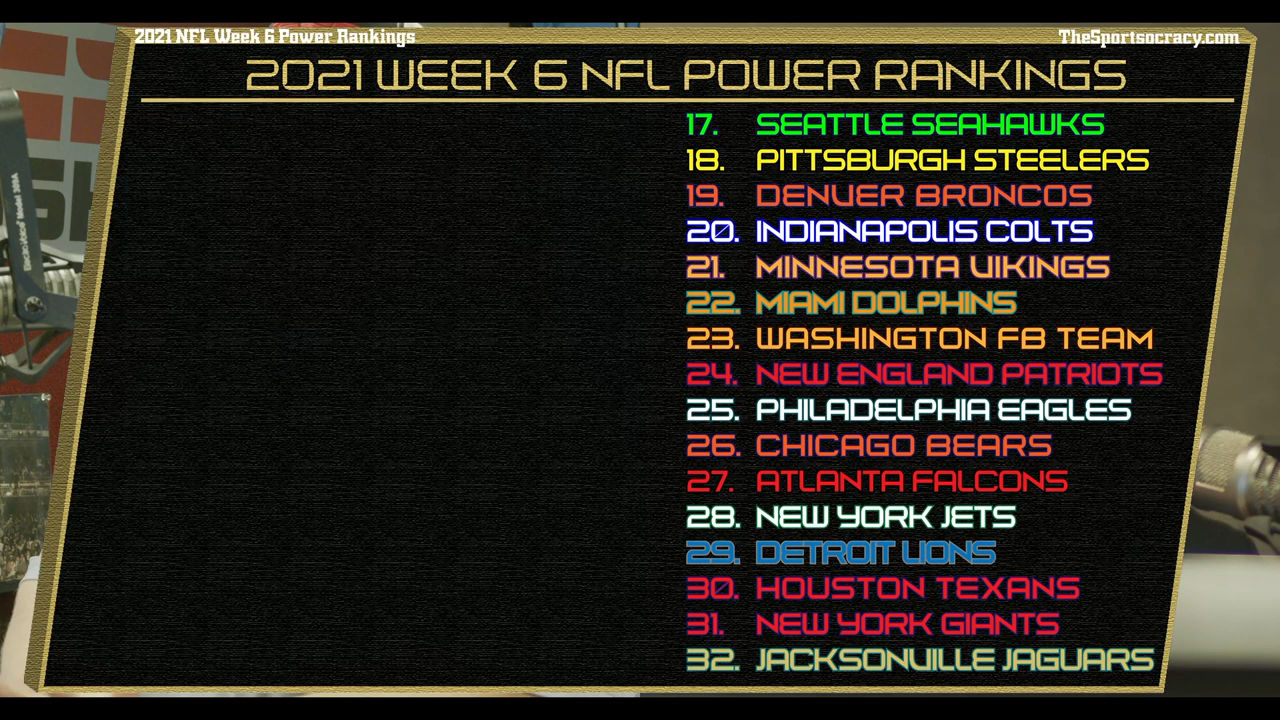 2021 NFL Week 6 Power Rankings
TheSportsocracy.com
2021 WEEK 6 NFL POWER RANKINGS
17. SEATTLE SEAHAWKS
18. PITTSBURGH STEELERS
19. DENVER BRONCOS
20. INDIANAPOLIS COLTS
21. MINNESOTA VIKINGS
22. MIAMI DOLPHINS
23. WASHINGTON FB TEAM
24. NEW ENGLAND PATRIOTS
25. PHILADELPHIA EAGLES
26. CHICAGO BEARS
27. ATLANTA FALCONS
28. NEW YORK JETS
29. DETROIT LIONS
30. HOUSTON TEXANS
31. NEW YORK GIANTS
32. JACKSONVILLE JAGUARS